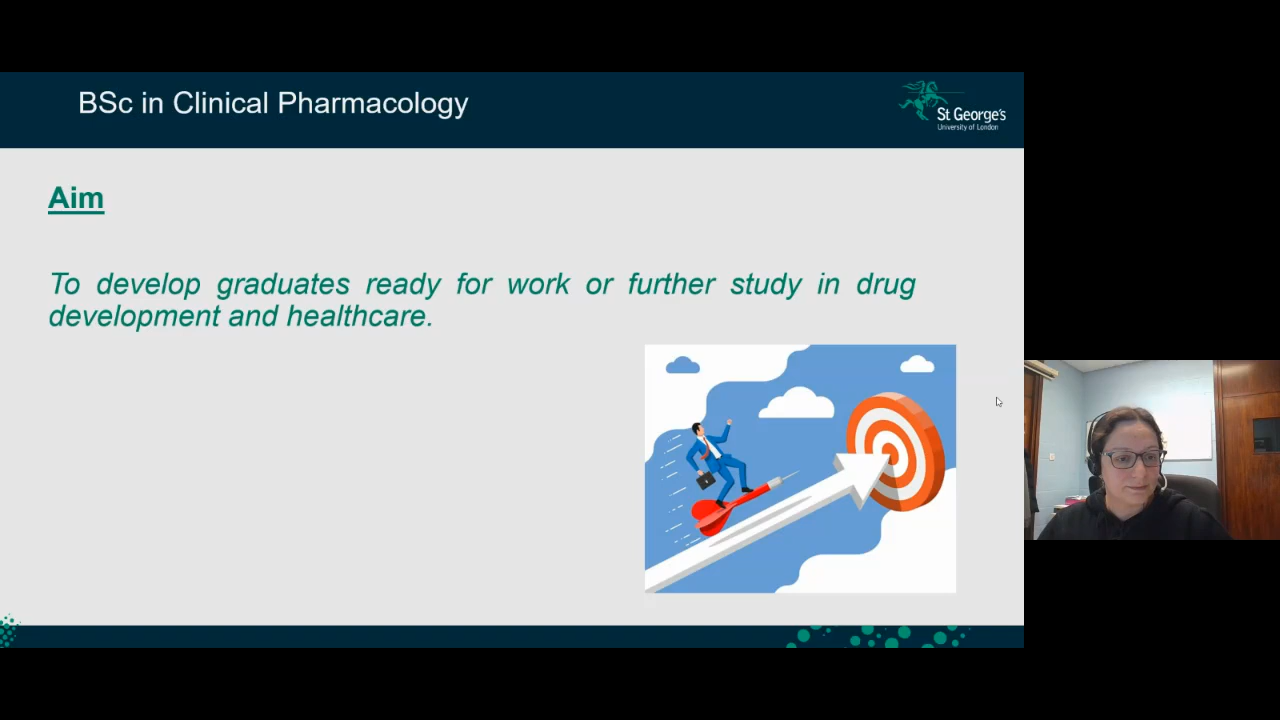 BSc in Clinical Pharmacology
St George's
University of London
Aim
To develop graduates ready for work or further study in drug
development and healthcare.